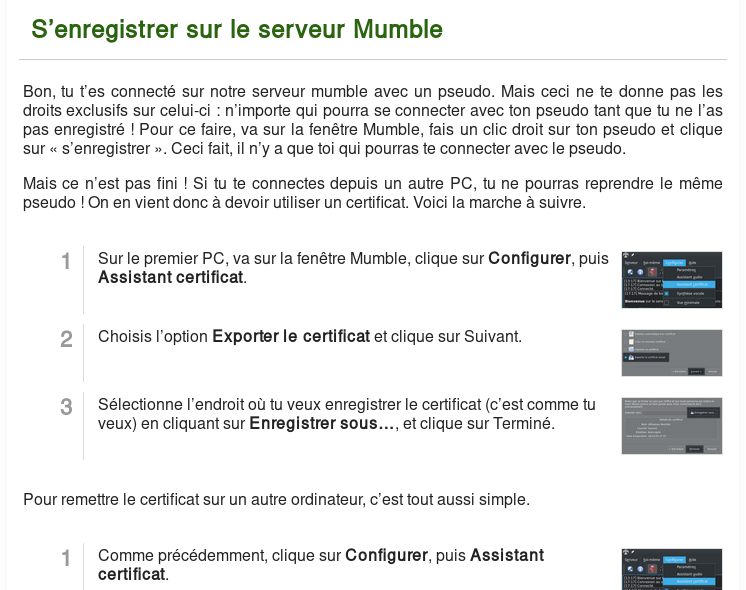 S’enregistrer sur le serveur Mumble
Bon, tu t’es connecté sur notre serveur mumble avec un pseudo. Mais ceci ne te donne pas les
droits exclusifs sur celui-ci : n’importe qui pourra se connecter avec ton pseudo tant que tu ne l’as
pas enregistré ! Pour ce faire, va sur la fenêtre Mumble, fais un clic droit sur ton pseudo et clique
sur « s’enregistrer ». Ceci fait, il n’y a que toi qui pourras te connecter avec le pseudo.
Mais ce n’est pas fini ! Si tu te connectes depuis un autre PC, tu ne pourras reprendre le même
pseudo ! On en vient donc à devoir utiliser un certificat. Voici la marche à suivre.
1 Sur le premier PC, va sur la fenêtre Mumble, clique sur Configurer, puis
Assistant certificat.
2 Choisis l’option Exporter le certificat et clique sur Suivant.
3 Sélectionne l’endroit où tu veux enregistrer le certificat (c’est comme tu
veux) en cliquant sur Enregistrer sous…, et clique sur Terminé.
Pour remettre le certificat sur un autre ordinateur, c’est tout aussi simple.
1 Comme précédemment, clique sur Configurer, puis Assistant
certificat.